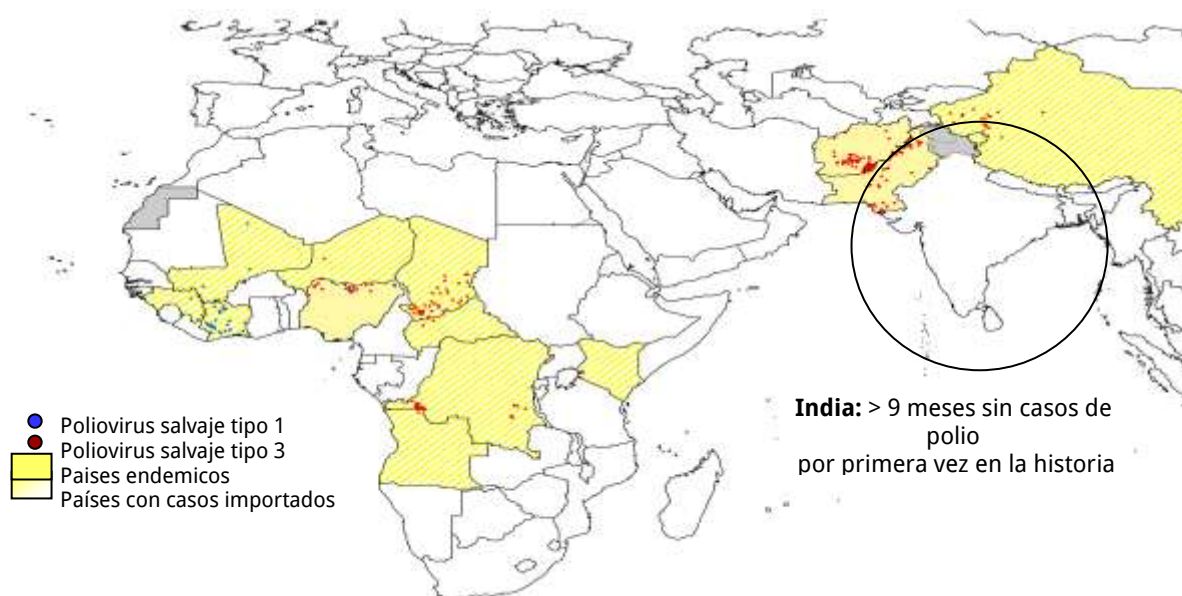 Poliovirus salvaje tipo 1
Poliovirus salvaje tipo 3
Paises endemicos
Países con casos importados
India: > 9 meses sin casos de
polio
por primera vez en la historia